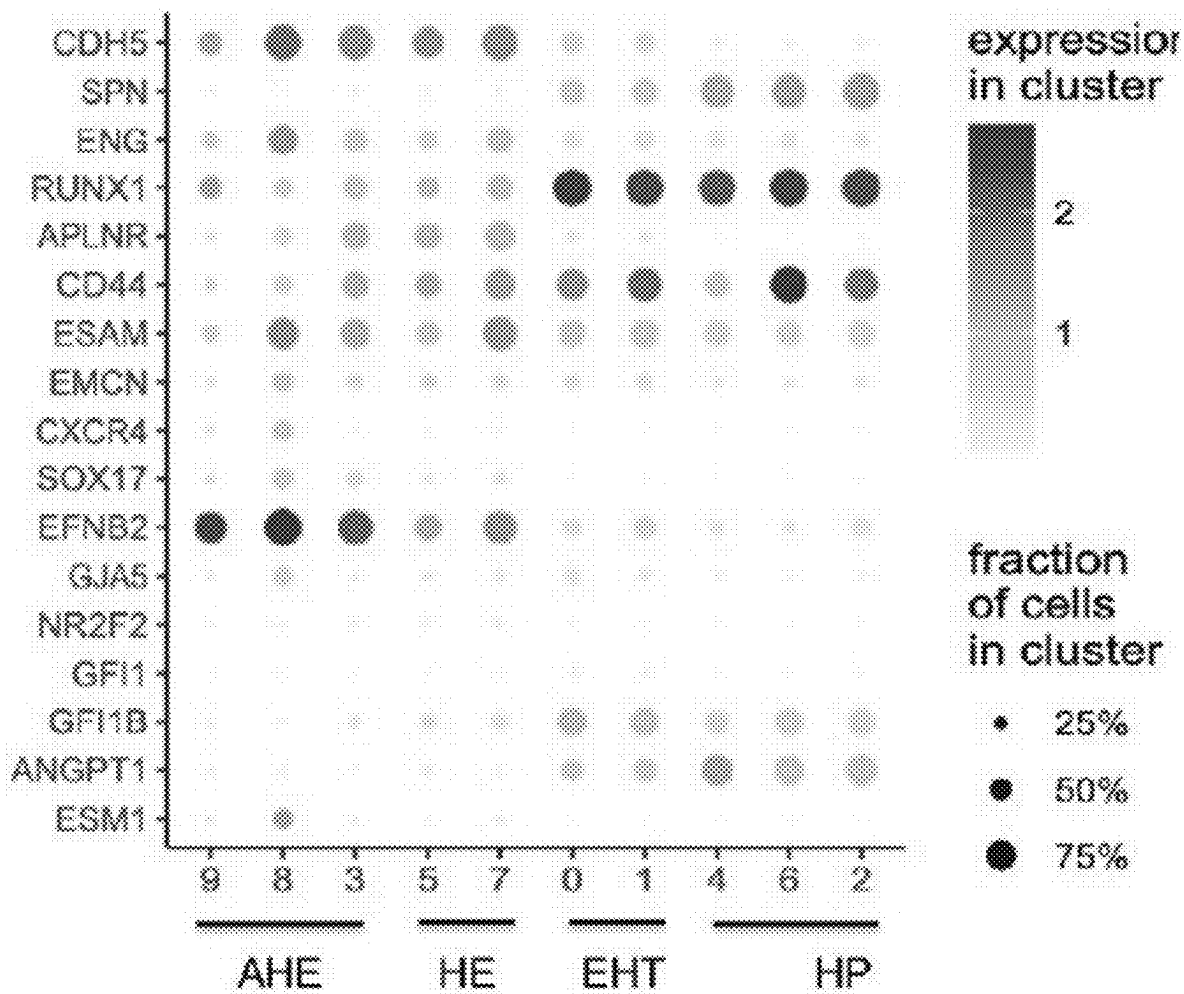 CDH5
SPN
ENG
RUNX1
APLNR
CD44
ESAM
EMCN
CXCR4
SOX17
EFNB2
GJA5
NR2F2
GFI1
GFI1B
ANGPT1
ESM1
9 8 3 5 7 0 1 4 6 2
AHE HE EHT HP
expression
in cluster
2
1
fraction
of cells
in cluster
25%
50%
75%